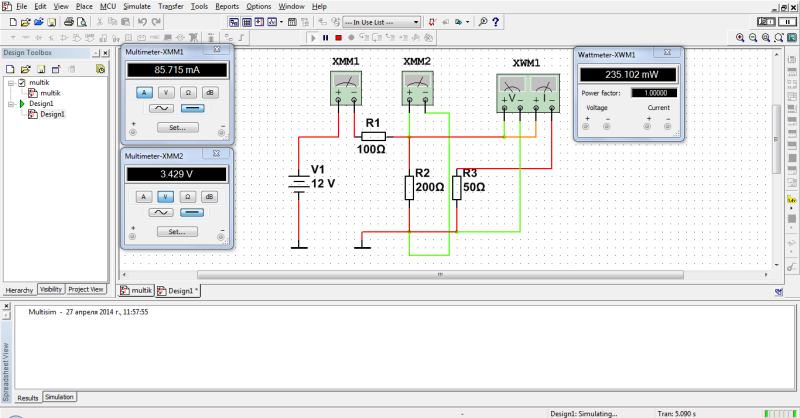 File Edit View Place MCU Simulate Transfer Tools Reports Options Window Help
--- In Use List ---
Design Toolbox
multik
multik
Design1
Design1
Hierarchy Visibility Project View
Multimeter-XMM1
85.715 mA
A V Ω dB
Set...
+ −
Multimeter-XMM2
3.429 V
A V Ω dB
Set...
+ −
XMM1 XMM2 XWM1
+ − + − + V − + I −
R1
100Ω
V1
12 V
R2
200Ω
R3
50Ω
Wattmeter-XWM1
235.102 mW
Power factor: 1.00000
Voltage Current
+ − + −
multik Design1 *
Multisim - 27 апреля 2014 г., 11:57:55
Spreadsheet View
Results Simulation
- Design1: Simulating... Tran: 5.090 s